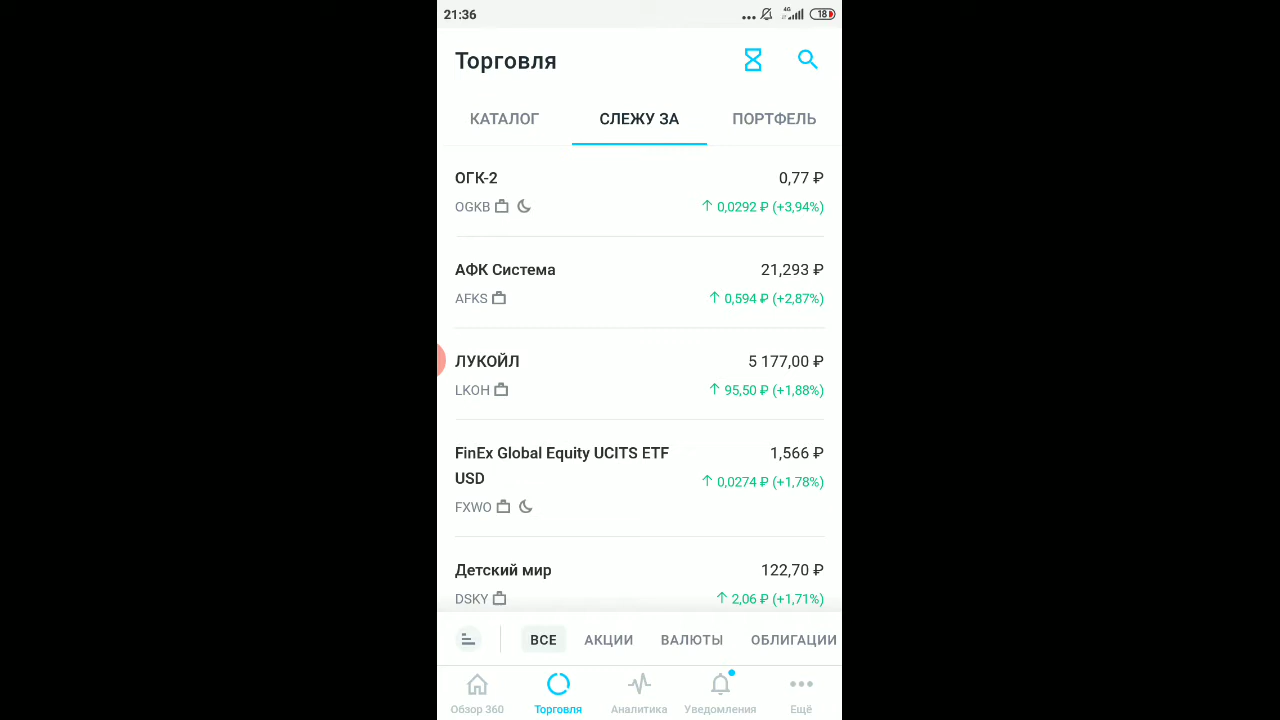 21:36
4G
18
Торговля
КАТАЛОГ СЛЕЖУ ЗА ПОРТФЕЛЬ
ОГК-2 0,77 ₽
OGKB ↑ 0,0292 ₽ (+3,94%)
АФК Система 21,293 ₽
AFKS ↑ 0,594 ₽ (+2,87%)
ЛУКОЙЛ 5 177,00 ₽
LKOH ↑ 95,50 ₽ (+1,88%)
FinEx Global Equity UCITS ETF 1,566 ₽
USD ↑ 0,0274 ₽ (+1,78%)
FXWO
Детский мир 122,70 ₽
DSKY ↑ 2,06 ₽ (+1,71%)
ВСЕ АКЦИИ ВАЛЮТЫ ОБЛИГАЦИИ
Обзор 360 Торговля Аналитика Уведомления Ещё